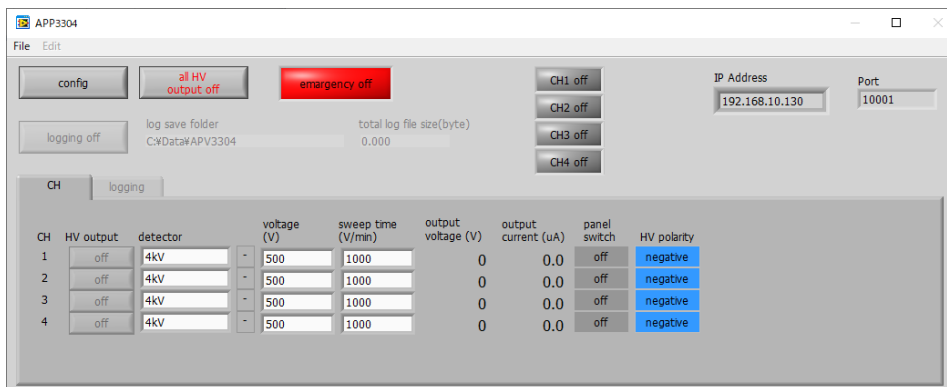 APP3304
File Edit
config
all HV
output off
emargency off
CH1 off
CH2 off
CH3 off
CH4 off
IP Address
192.168.10.130
Port
10001
logging off
log save folder
C:¥Data¥APV3304
total log file size(byte)
0.000
CH logging
CH HV output detector voltage (V) sweep time (V/min) output voltage (V) output current (uA) panel switch HV polarity
1 off 4kV - 500 1000 0 0.0 off negative
2 off 4kV - 500 1000 0 0.0 off negative
3 off 4kV - 500 1000 0 0.0 off negative
4 off 4kV - 500 1000 0 0.0 off negative